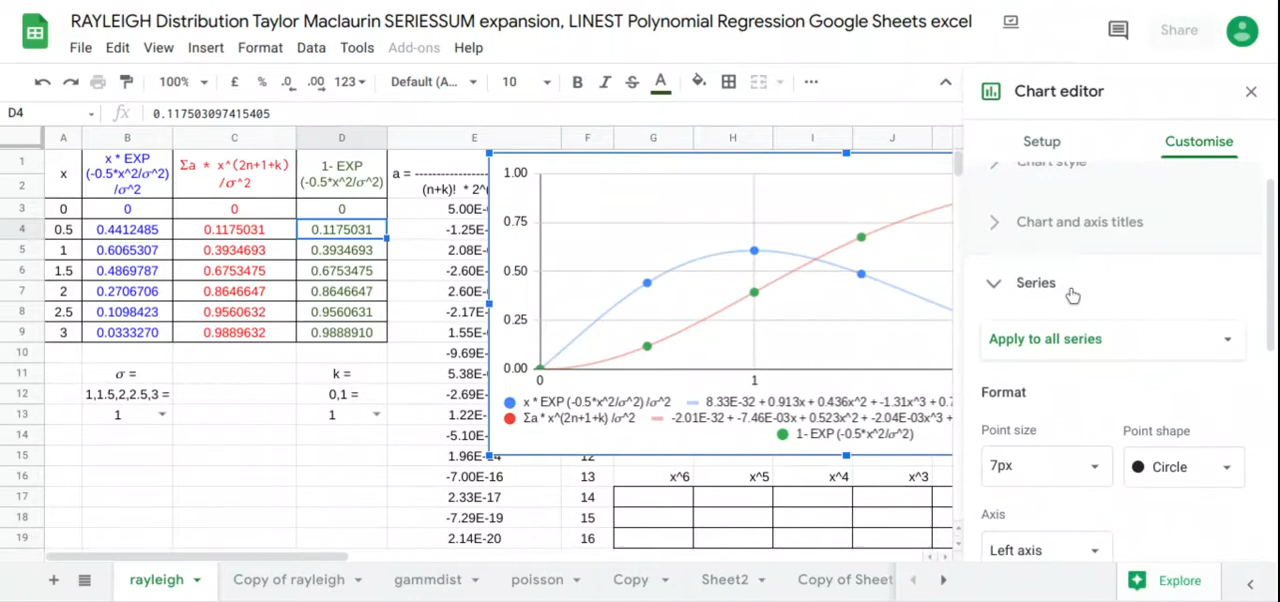 RAYLEIGH Distribution Taylor Maclaurin SERIESSUM expansion, LINEST Polynomial Regression Google Sheets excel
Share
File Edit View Insert Format Data Tools Add-ons Help
100% £ % .0 .00 123 Default (A... 10 B I S A
Chart editor
D4 fx 0.117503097415405
Setup Customise
A B C D E F G H I J
Chart style
Chart and axis titles
Series
Apply to all series
Format
Point size Point shape
7px Circle
Axis
Left axis
1 x x * EXP (-0.5*x^2/σ^2) /σ^2 Σa * x^(2n+1+k) /σ^2 1- EXP (-0.5*x^2/σ^2) a = ------------------
2 (n+k)! * 2^(
3 0 0 0 0 5.00E-
4 0.5 0.4412485 0.1175031 0.1175031 -1.25E-
5 1 0.6065307 0.3934693 0.3934693 2.08E-
6 1.5 0.4869787 0.6753475 0.6753475 -2.60E-
7 2 0.2706706 0.8646647 0.8646647 2.60E-
8 2.5 0.1098423 0.9560632 0.9560631 -2.17E-
9 3 0.0333270 0.9889632 0.9888910 1.55E-
10 -9.69E-
11 σ = k = 5.38E-
12 1,1.5,2,2.5,3 = 0,1 = -2.69E-
13 1 1 1.22E-
14 -5.10E-
15 1.96E-14 12
16 -7.00E-16 13 x^6 x^5 x^4 x^3
17 2.33E-17 14
18 -7.29E-19 15
19 2.14E-20 16
1.00
0.75
0.50
0.25
0.00
0 1
x * EXP (-0.5*x^2/σ^2) /σ^2 8.33E-32 + 0.913x + 0.436x^2 + -1.31x^3 + 0.7
Σa * x^(2n+1+k) /σ^2 -2.01E-32 + -7.46E-03x + 0.523x^2 + -2.04E-03x^3 +
1- EXP (-0.5*x^2/σ^2)
rayleigh Copy of rayleigh gammdist poisson Copy Sheet2 Copy of Sheet
Explore